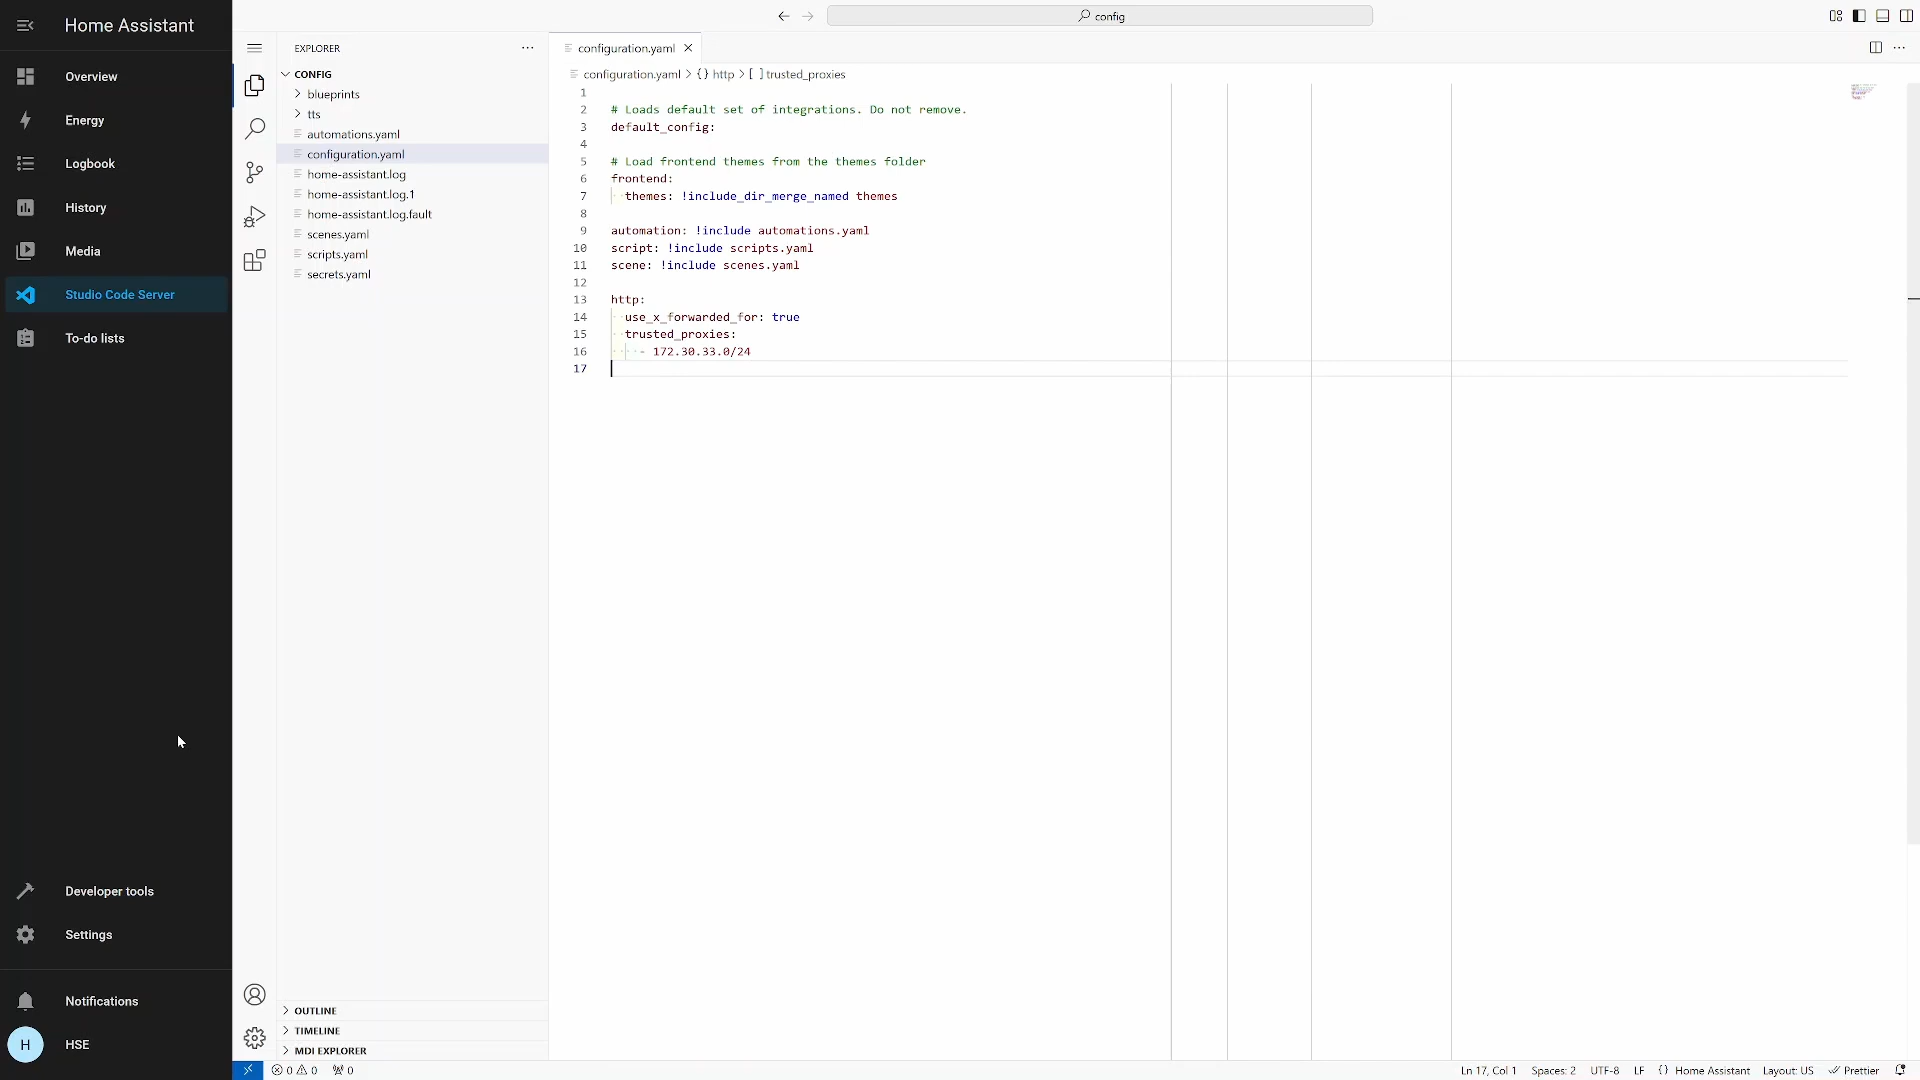 Home Assistant
Overview
Energy
Logbook
History
Media
Studio Code Server
To-do lists
Developer tools
Settings
Notifications
H
HSE
config
EXPLORER
CONFIG
blueprints
tts
automations.yaml
configuration.yaml
home-assistant.log
home-assistant.log.1
home-assistant.log.fault
scenes.yaml
scripts.yaml
secrets.yaml
OUTLINE
TIMELINE
MDI EXPLORER
configuration.yaml
configuration.yaml > {} http > [ ] trusted_proxies
1
2 # Loads default set of integrations. Do not remove.
3 default_config:
4
5 # Load frontend themes from the themes folder
6 frontend:
7   themes: !include_dir_merge_named themes
8
9 automation: !include automations.yaml
10 script: !include scripts.yaml
11 scene: !include scenes.yaml
12
13 http:
14   use_x_forwarded_for: true
15   trusted_proxies:
16     - 172.30.33.0/24
17
0 0 0 Ln 17, Col 1 Spaces: 2 UTF-8 LF {} Home Assistant Layout: US Prettier